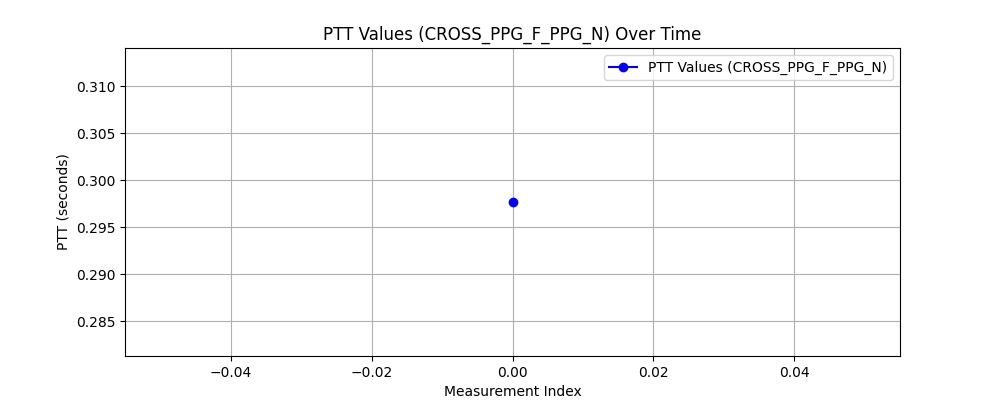 PTT Values (CROSS_PPG_F_PPG_N) Over Time
PTT Values (CROSS_PPG_F_PPG_N)
PTT (seconds)
0.310
0.305
0.300
0.295
0.290
0.285
−0.04 −0.02 0.00 0.02 0.04
Measurement Index